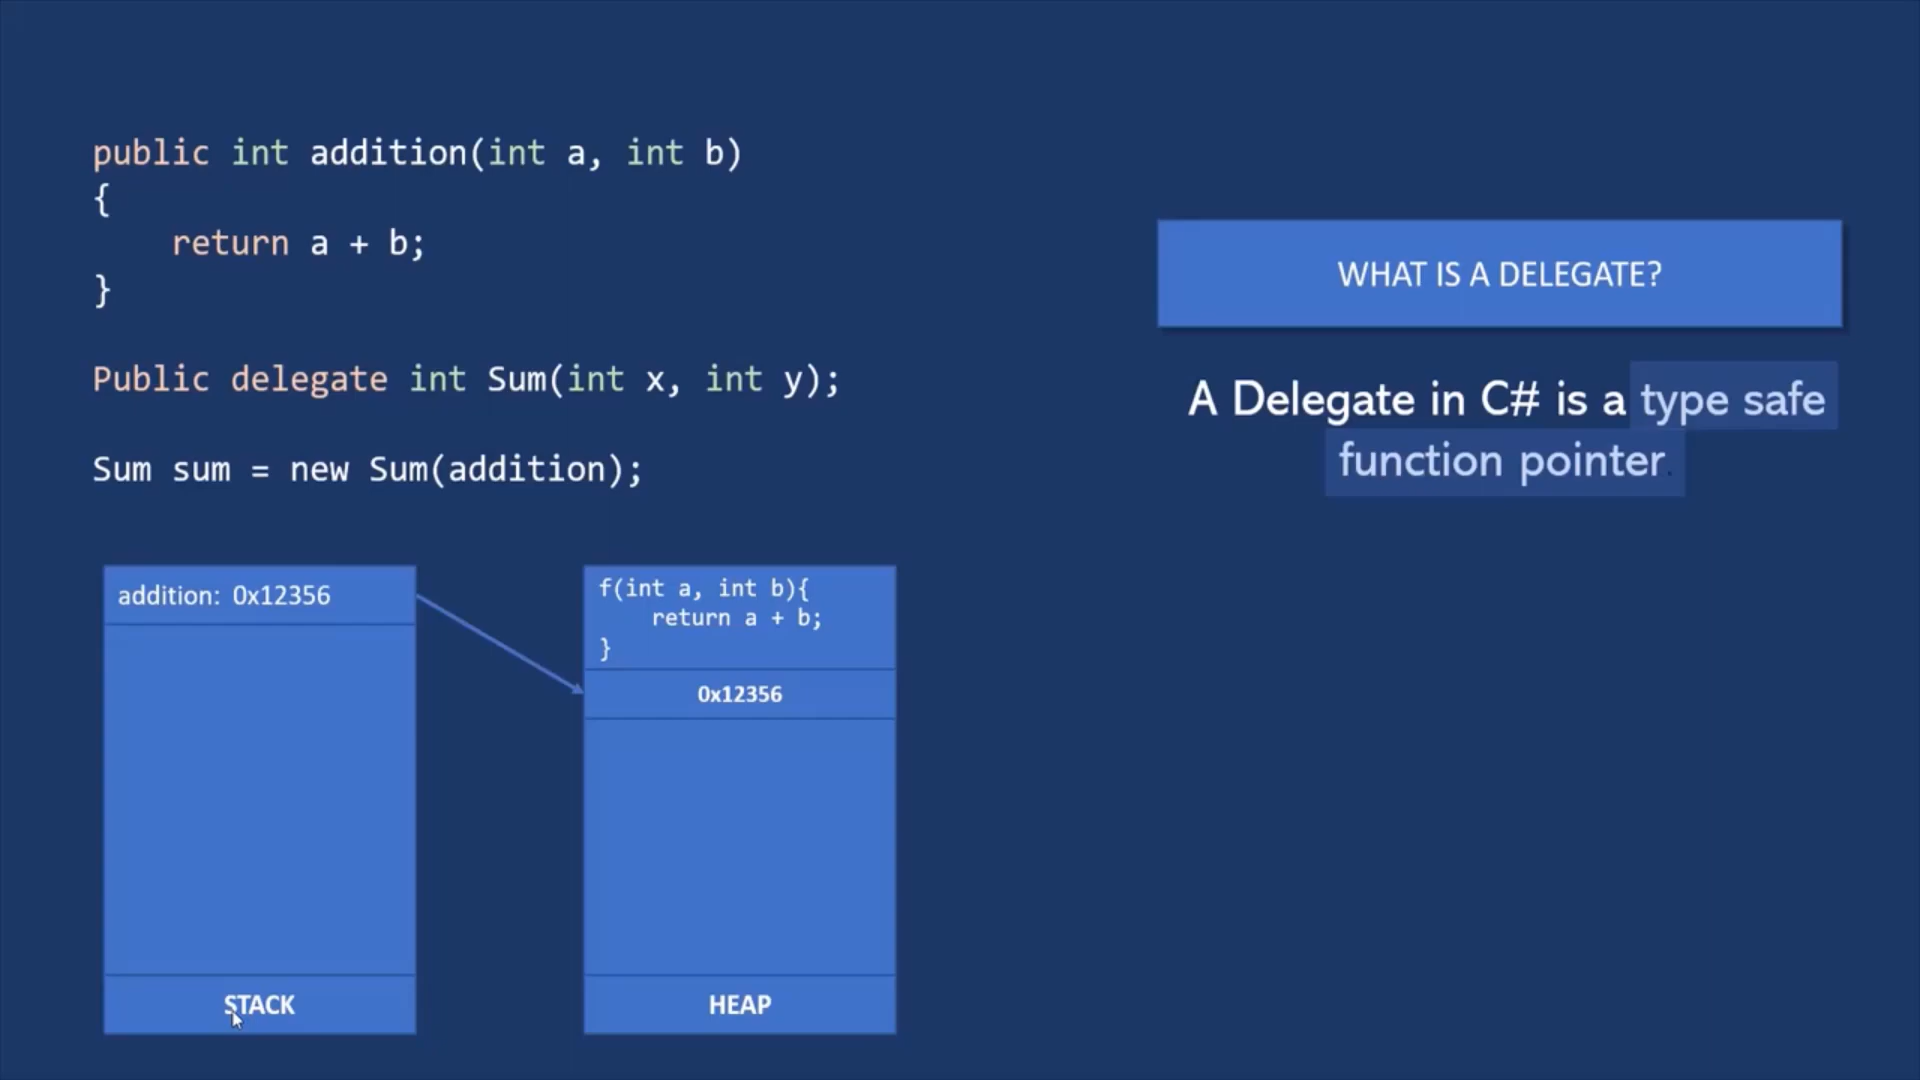 public int addition(int a, int b)
{
    return a + b;
}
Public delegate int Sum(int x, int y);
Sum sum = new Sum(addition);
WHAT IS A DELEGATE?
A Delegate in C# is a type safe
function pointer.
addition: 0x12356
STACK
f(int a, int b){
    return a + b;
}
0x12356
HEAP